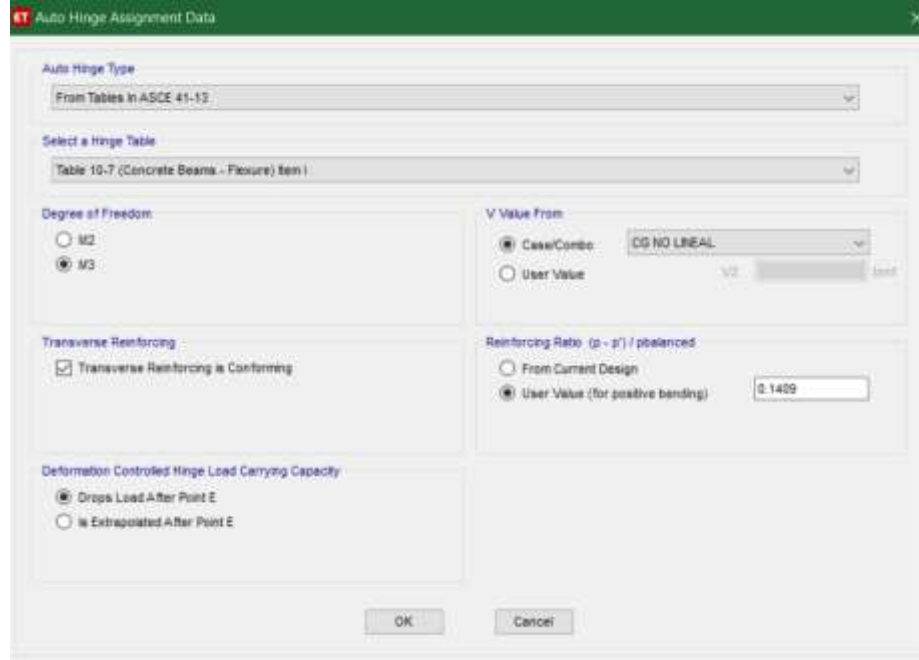 ET Auto Hinge Assignment Data
Auto Hinge Type
From Tables In ASCE 41-13
Select a Hinge Table
Table 10-7 (Concrete Beams - Flexure) Item i
Degree of Freedom
M2
M3
V Value From
Case/Combo CG NO LINEAL
User Value V2 tonf
Transverse Reinforcing
Transverse Reinforcing is Conforming
Reinforcing Ratio (p - p') / pbalanced
From Current Design
User Value (for positive bending) 0.1409
Deformation Controlled Hinge Load Carrying Capacity
Drops Load After Point E
Is Extrapolated After Point E
OK Cancel